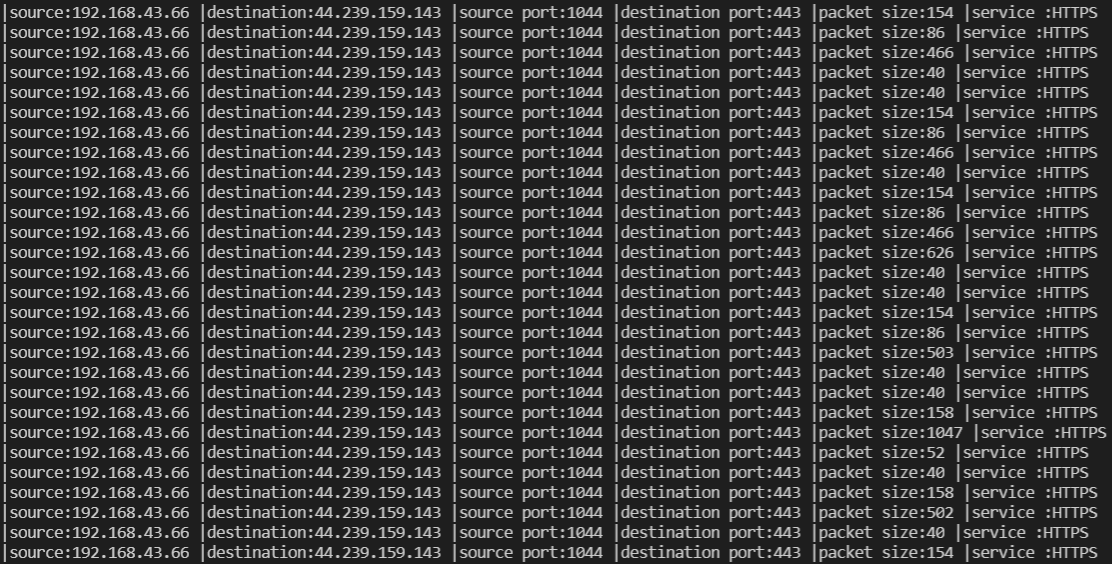 |source:192.168.43.66 |destination:44.239.159.143 |source port:1044 |destination port:443 |packet size:154 |service :HTTPS
|source:192.168.43.66 |destination:44.239.159.143 |source port:1044 |destination port:443 |packet size:86 |service :HTTPS
|source:192.168.43.66 |destination:44.239.159.143 |source port:1044 |destination port:443 |packet size:466 |service :HTTPS
|source:192.168.43.66 |destination:44.239.159.143 |source port:1044 |destination port:443 |packet size:40 |service :HTTPS
|source:192.168.43.66 |destination:44.239.159.143 |source port:1044 |destination port:443 |packet size:40 |service :HTTPS
|source:192.168.43.66 |destination:44.239.159.143 |source port:1044 |destination port:443 |packet size:154 |service :HTTPS
|source:192.168.43.66 |destination:44.239.159.143 |source port:1044 |destination port:443 |packet size:86 |service :HTTPS
|source:192.168.43.66 |destination:44.239.159.143 |source port:1044 |destination port:443 |packet size:466 |service :HTTPS
|source:192.168.43.66 |destination:44.239.159.143 |source port:1044 |destination port:443 |packet size:40 |service :HTTPS
|source:192.168.43.66 |destination:44.239.159.143 |source port:1044 |destination port:443 |packet size:154 |service :HTTPS
|source:192.168.43.66 |destination:44.239.159.143 |source port:1044 |destination port:443 |packet size:86 |service :HTTPS
|source:192.168.43.66 |destination:44.239.159.143 |source port:1044 |destination port:443 |packet size:466 |service :HTTPS
|source:192.168.43.66 |destination:44.239.159.143 |source port:1044 |destination port:443 |packet size:626 |service :HTTPS
|source:192.168.43.66 |destination:44.239.159.143 |source port:1044 |destination port:443 |packet size:40 |service :HTTPS
|source:192.168.43.66 |destination:44.239.159.143 |source port:1044 |destination port:443 |packet size:40 |service :HTTPS
|source:192.168.43.66 |destination:44.239.159.143 |source port:1044 |destination port:443 |packet size:154 |service :HTTPS
|source:192.168.43.66 |destination:44.239.159.143 |source port:1044 |destination port:443 |packet size:86 |service :HTTPS
|source:192.168.43.66 |destination:44.239.159.143 |source port:1044 |destination port:443 |packet size:503 |service :HTTPS
|source:192.168.43.66 |destination:44.239.159.143 |source port:1044 |destination port:443 |packet size:40 |service :HTTPS
|source:192.168.43.66 |destination:44.239.159.143 |source port:1044 |destination port:443 |packet size:40 |service :HTTPS
|source:192.168.43.66 |destination:44.239.159.143 |source port:1044 |destination port:443 |packet size:158 |service :HTTPS
|source:192.168.43.66 |destination:44.239.159.143 |source port:1044 |destination port:443 |packet size:1047 |service :HTTPS
|source:192.168.43.66 |destination:44.239.159.143 |source port:1044 |destination port:443 |packet size:52 |service :HTTPS
|source:192.168.43.66 |destination:44.239.159.143 |source port:1044 |destination port:443 |packet size:40 |service :HTTPS
|source:192.168.43.66 |destination:44.239.159.143 |source port:1044 |destination port:443 |packet size:158 |service :HTTPS
|source:192.168.43.66 |destination:44.239.159.143 |source port:1044 |destination port:443 |packet size:502 |service :HTTPS
|source:192.168.43.66 |destination:44.239.159.143 |source port:1044 |destination port:443 |packet size:40 |service :HTTPS
|source:192.168.43.66 |destination:44.239.159.143 |source port:1044 |destination port:443 |packet size:154 |service :HTTPS